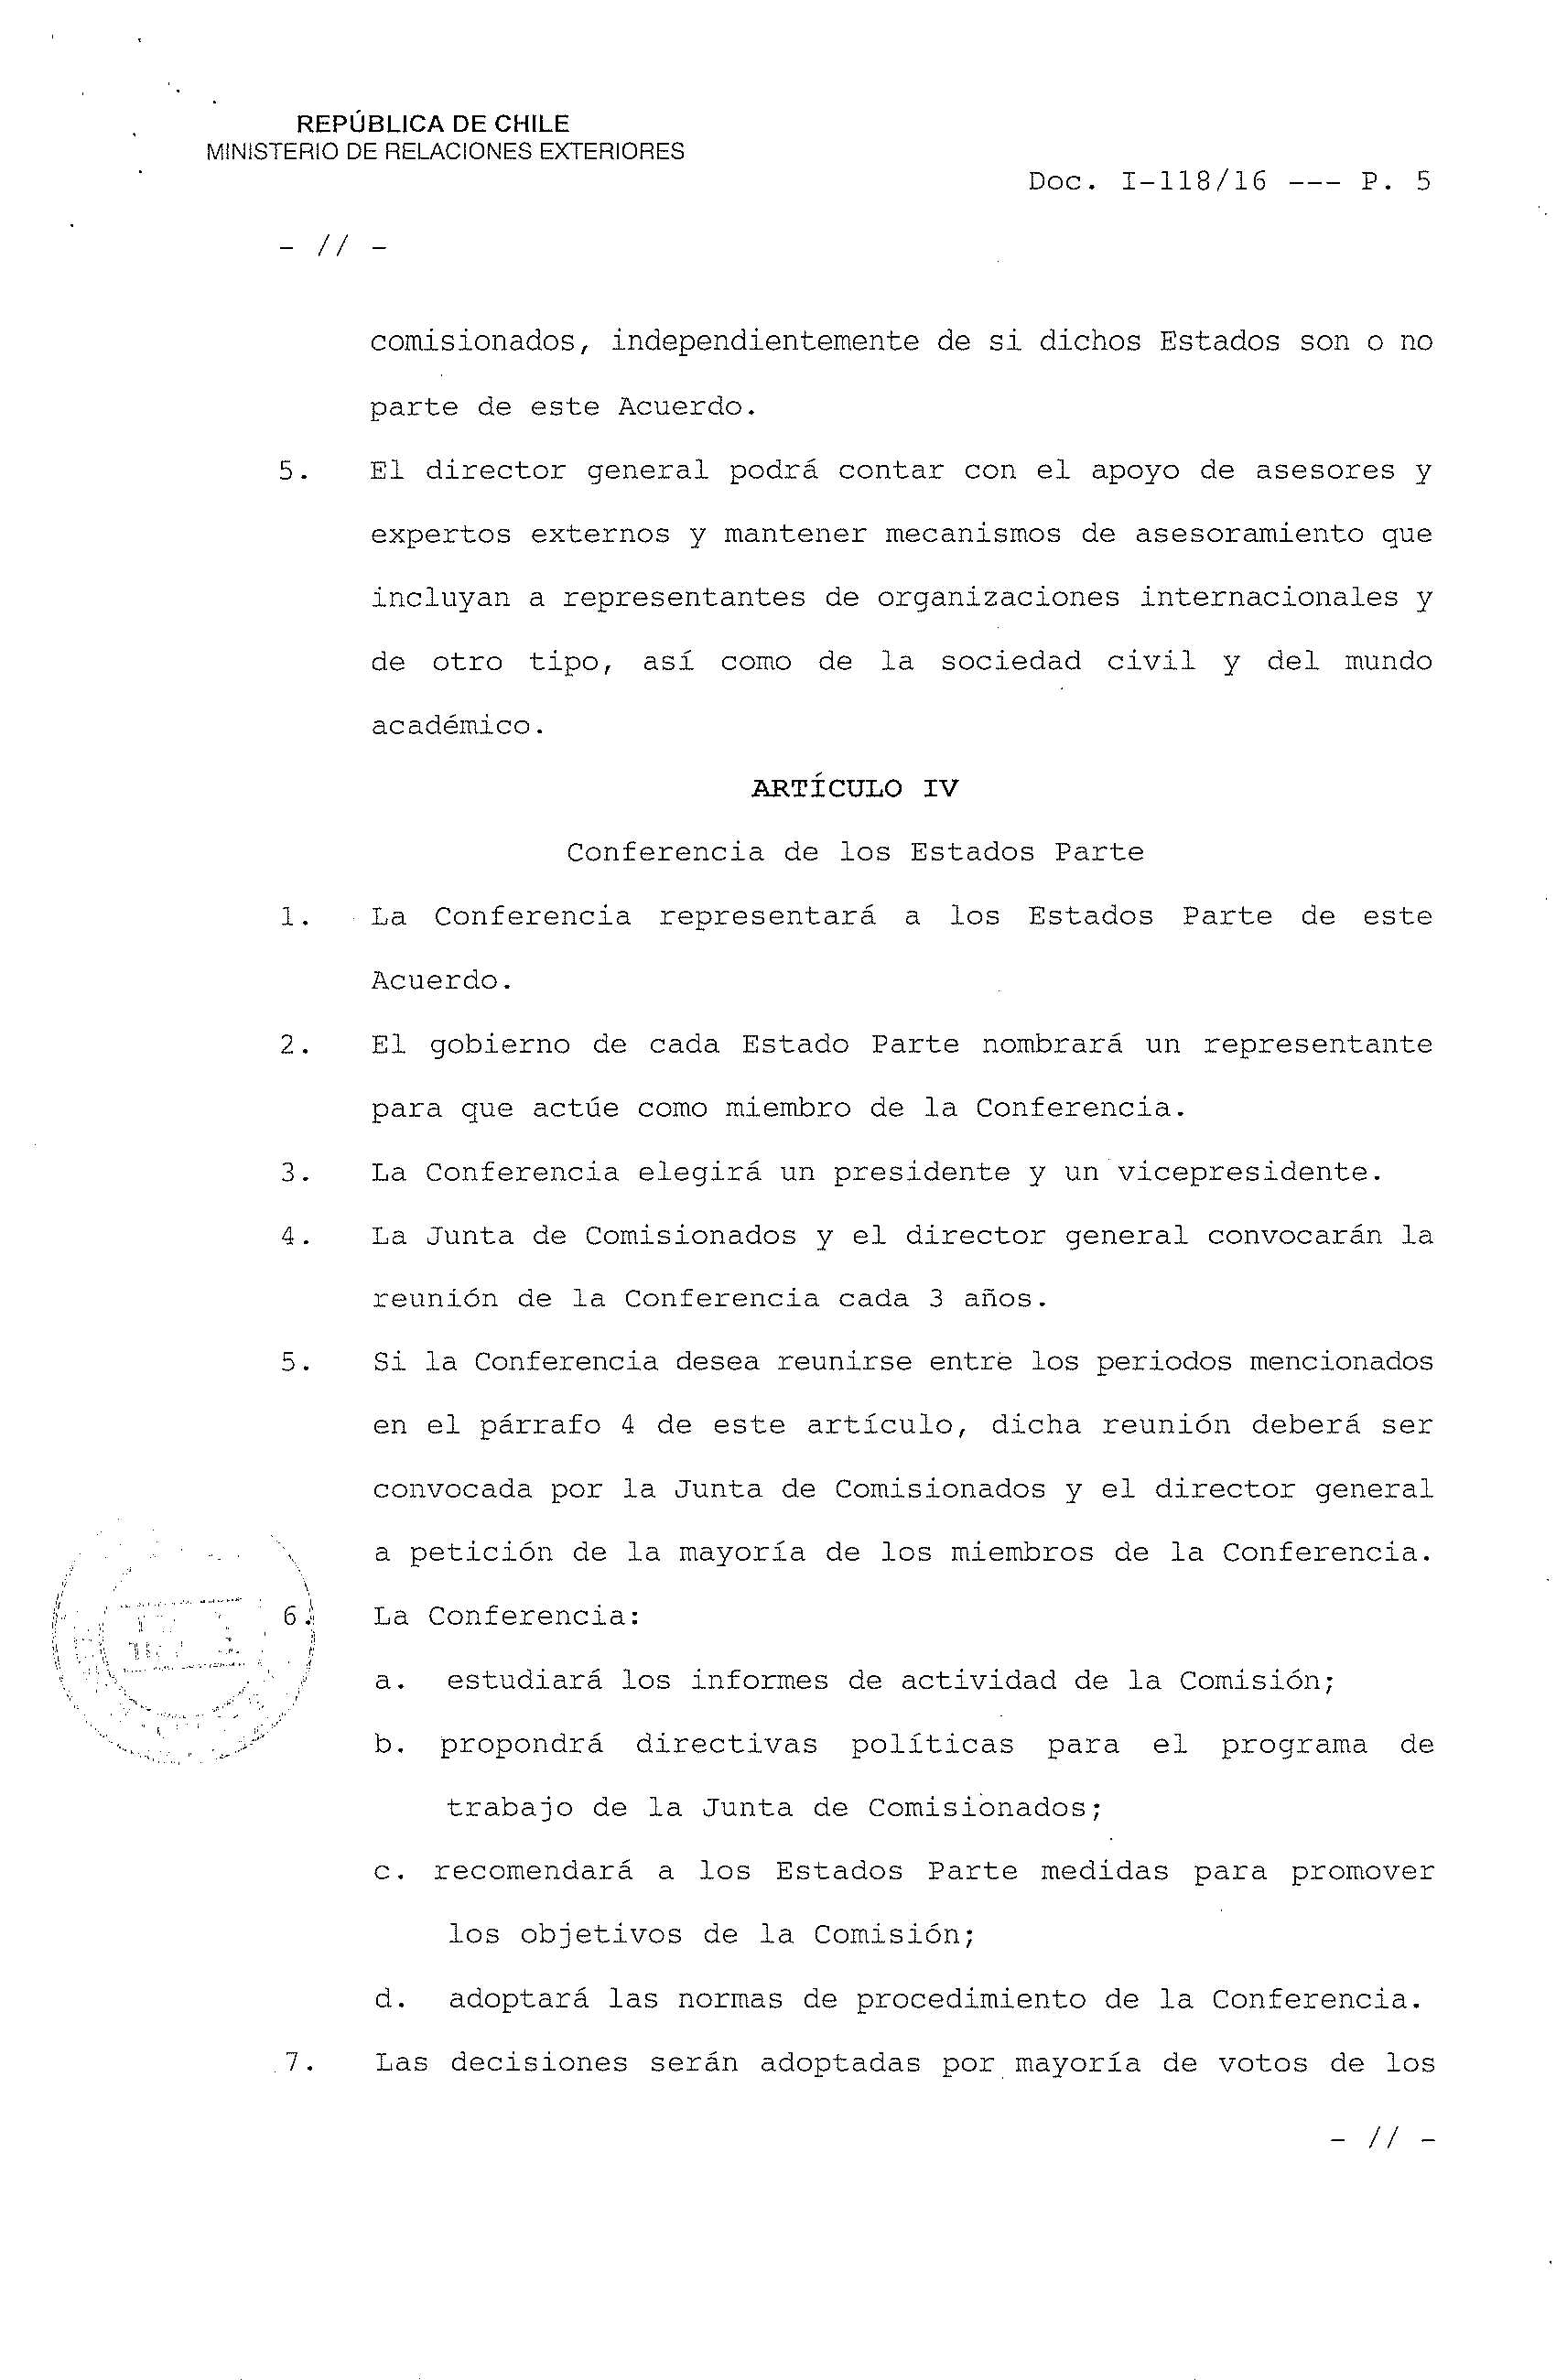 REPÚBLICA DE CHILE
MINISTERIO DE RELACIONES EXTERIORES
Doc. I-118/16 --- P. 5
- // -
comisionados, independientemente de si dichos Estados son o no
parte de este Acuerdo.
5. El director general podrá contar con el apoyo de asesores y
expertos externos y mantener mecanismos de asesoramiento que
incluyan a representantes de organizaciones internacionales y
de otro tipo, así como de la sociedad civil y del mundo
académico.
ARTÍCULO IV
Conferencia de los Estados Parte
1. La Conferencia representará a los Estados Parte de este
Acuerdo.
2. El gobierno de cada Estado Parte nombrará un representante
para que actúe como miembro de la Conferencia.
3. La Conferencia elegirá un presidente y un vicepresidente.
4. La Junta de Comisionados y el director general convocarán la
reunión de la Conferencia cada 3 años.
5. Si la Conferencia desea reunirse entre los periodos mencionados
en el párrafo 4 de este artículo, dicha reunión deberá ser
convocada por la Junta de Comisionados y el director general
a petición de la mayoría de los miembros de la Conferencia.
6. La Conferencia:
a. estudiará los informes de actividad de la Comisión;
b. propondrá directivas políticas para el programa de
trabajo de la Junta de Comisionados;
c. recomendará a los Estados Parte medidas para promover
los objetivos de la Comisión;
d. adoptará las normas de procedimiento de la Conferencia.
7. Las decisiones serán adoptadas por mayoría de votos de los
- // -